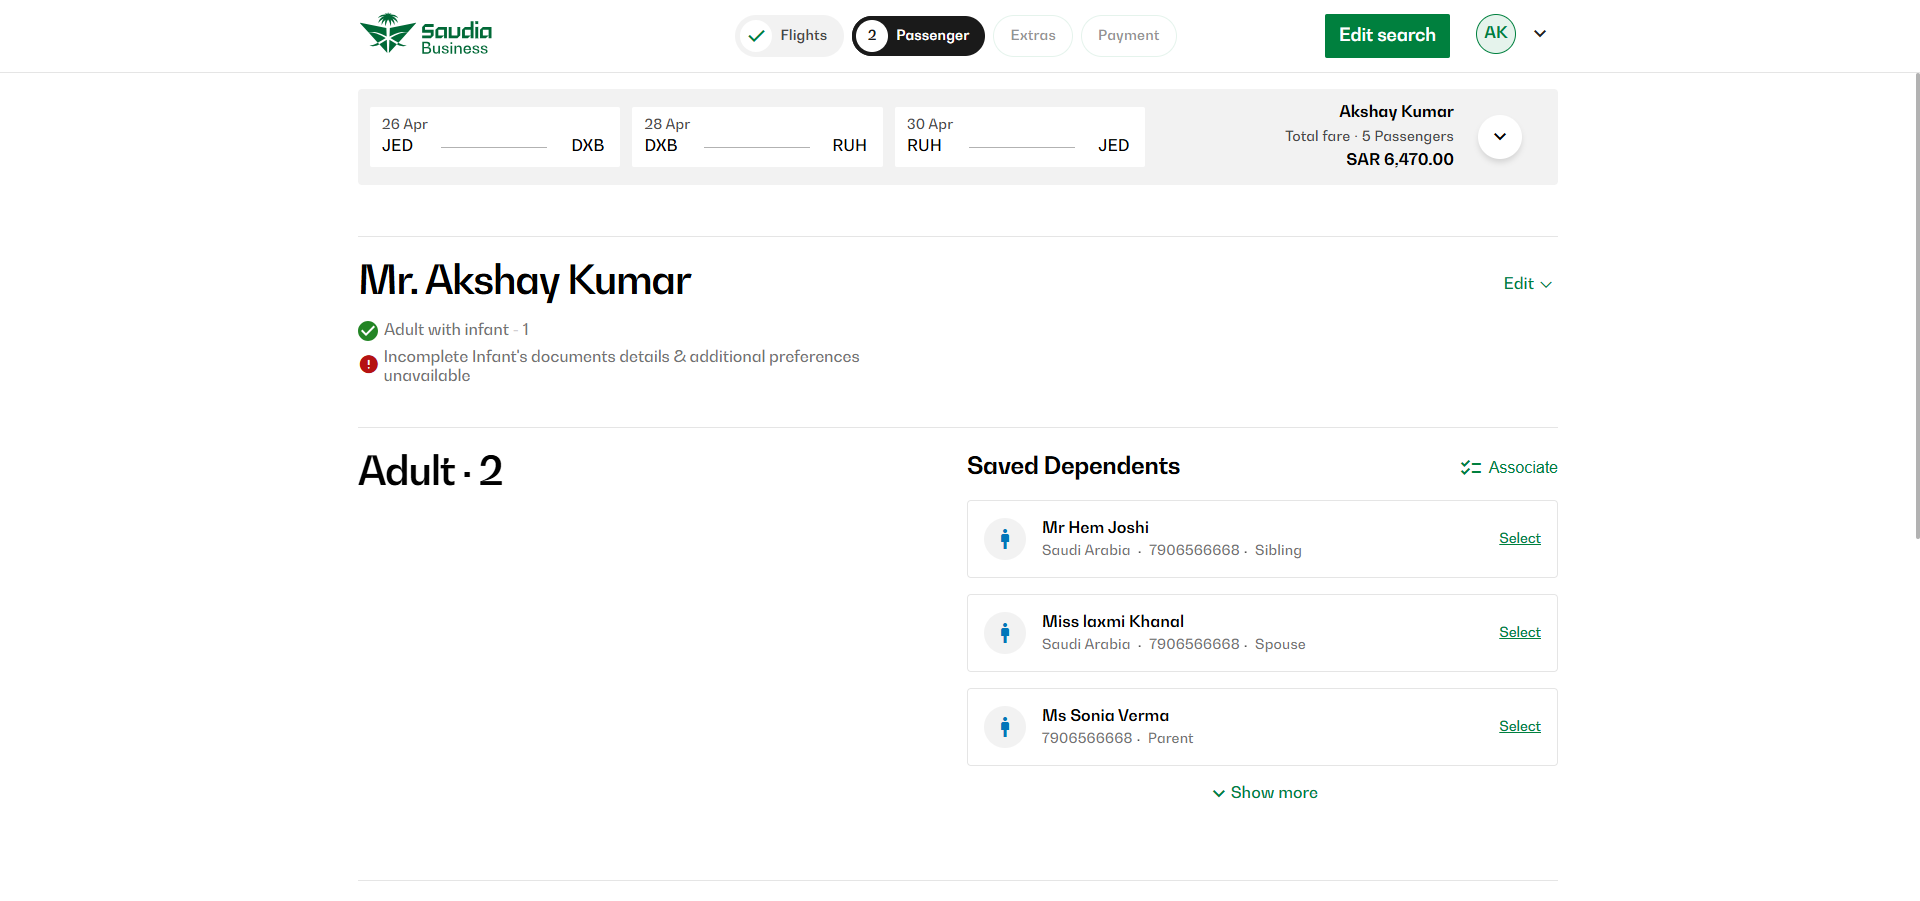 Saudia
Business
Flights
2 Passenger
Extras
Payment
Edit search
AK
26 Apr
JED DXB
28 Apr
DXB RUH
30 Apr
RUH JED
Akshay Kumar
Total fare · 5 Passengers
SAR 6,470.00
Mr. Akshay Kumar
Edit
Adult with infant - 1
Incomplete Infant's documents details & additional preferences
unavailable
Adult · 2
Saved Dependents
Associate
Mr Hem Joshi
Saudi Arabia · 7906566668 · Sibling
Select
Miss laxmi Khanal
Saudi Arabia · 7906566668 · Spouse
Select
Ms Sonia Verma
7906566668 · Parent
Select
Show more